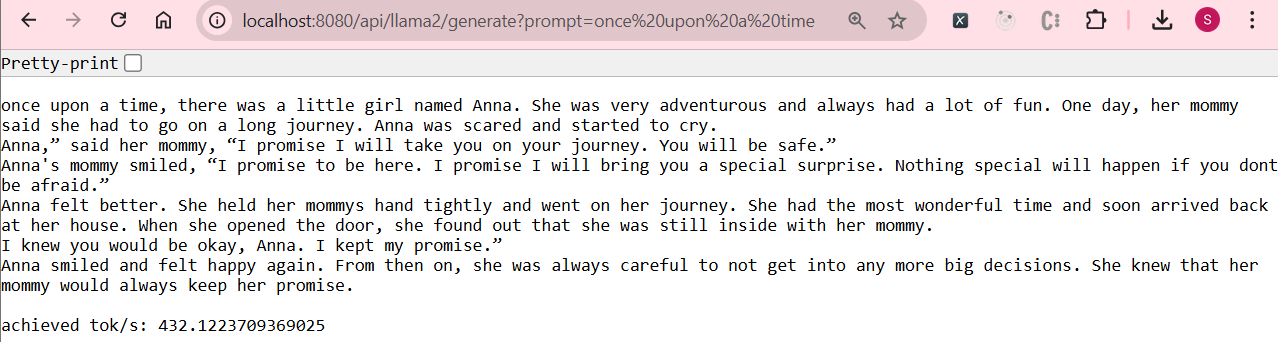 localhost:8080/api/llama2/generate?prompt=once%20upon%20a%20time
S
Pretty-print
once upon a time, there was a little girl named Anna. She was very adventurous and always had a lot of fun. One day, her mommy
said she had to go on a long journey. Anna was scared and started to cry.
Anna,” said her mommy, “I promise I will take you on your journey. You will be safe.”
Anna's mommy smiled, “I promise to be here. I promise I will bring you a special surprise. Nothing special will happen if you dont
be afraid.”
Anna felt better. She held her mommys hand tightly and went on her journey. She had the most wonderful time and soon arrived back
at her house. When she opened the door, she found out that she was still inside with her mommy.
I knew you would be okay, Anna. I kept my promise.”
Anna smiled and felt happy again. From then on, she was always careful to not get into any more big decisions. She knew that her
mommy would always keep her promise.
achieved tok/s: 432.1223709369025